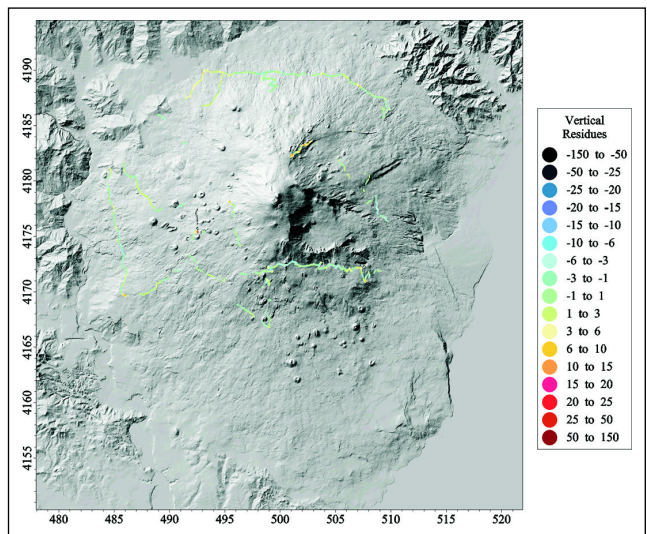 4190
4185
4180
4175
4170
4165
4160
4155
480 485 490 495 500 505 510 515 520
Vertical
Residues
-150 to -50
-50 to -25
-25 to -20
-20 to -15
-15 to -10
-10 to -6
-6 to -3
-3 to -1
-1 to 1
1 to 3
3 to 6
6 to 10
10 to 15
15 to 20
20 to 25
25 to 50
50 to 150